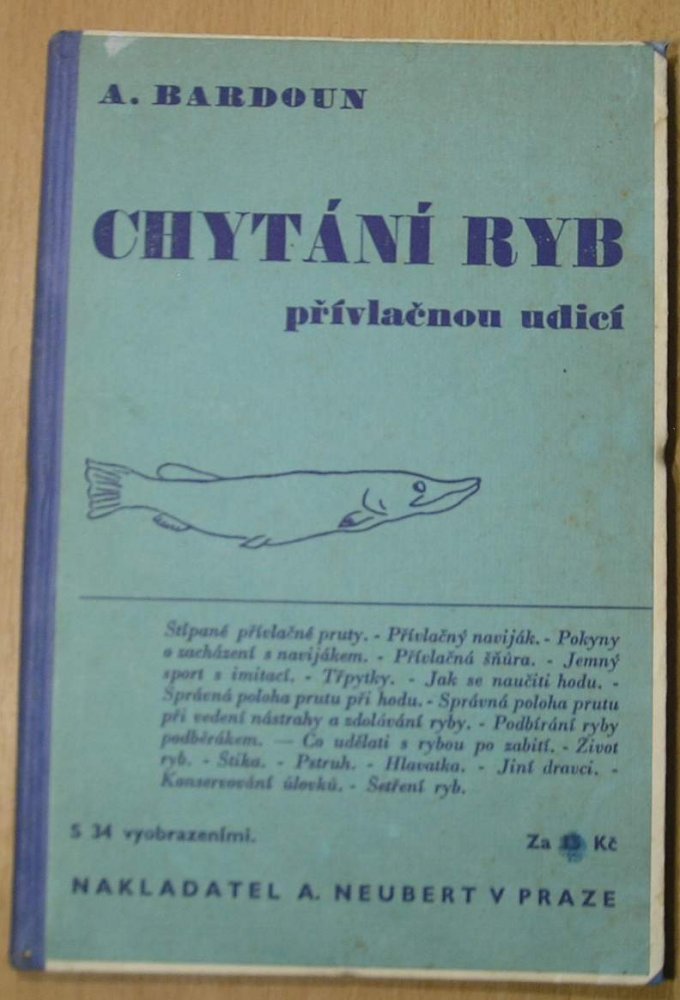 A. BARDOUN
CHYTÁNÍ RYB
přívlačnou udicí
Štípané přívlačné pruty. - Přívlačný naviják. - Pokyny
o zacházení s navijákem. - Přívlačná šňůra. - Jemný
sport s imitací. - Třpytky. - Jak se naučiti hodu. -
Správná poloha prutu při hodu. - Správná poloha prutu
při vedení nástrahy a zdolávání ryby. - Podbírání ryby
podběrákem. — Co udělati s rybou po zabití. - Život
ryb. - Štika. - Pstruh. - Hlavatka. - Jiní dravci. -
Konservování úlovků. - Šetření ryb.
S 34 vyobrazeními.
Za Kč
NAKLADATEL A. NEUBERT V PRAZE